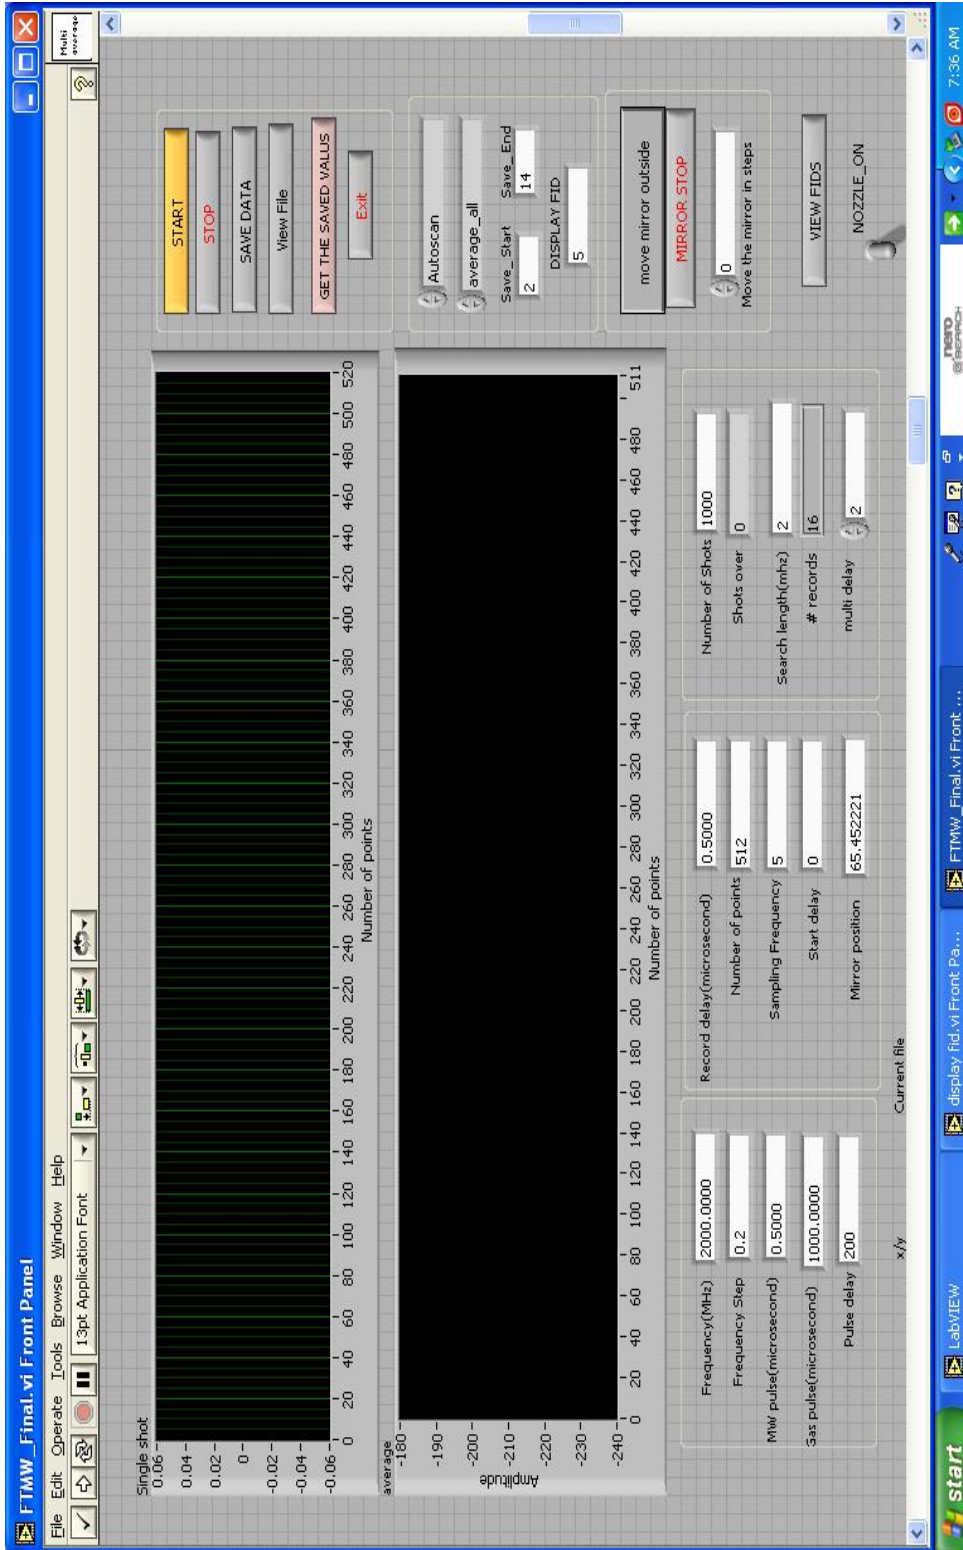 FTMW_Final.vi Front Panel
File Edit Operate Tools Browse Window Help
13pt Application Font
Multi
average
Single shot
0.06
0.04
0.02
0
-0.02
-0.04
-0.06
0 20 40 60 80 100 120 140 160 180 200 220 240 260 280 300 320 340 360 380 400 420 440 460 480 500 520
Number of points
average
-180
-190
-200
-210
-220
-230
-240
Amplitude
0 20 40 60 80 100 120 140 160 180 200 220 240 260 280 300 320 340 360 380 400 420 440 460 480 511
Number of points
START
STOP
SAVE DATA
View File
GET THE SAVED VALUS
Exit
Autoscan
average_all
Save_ Start Save_ End
2 14
DISPLAY FID
5
move mirror outside
MIRROR STOP
0
Move the mirror in steps
VIEW FIDS
NOZZLE_ON
Frequency(MHz) 2000.0000
Frequency Step 0.2
MW pulse(microsecond) 0.5000
Gas pulse(microsecond) 1000.0000
Pulse delay 200
Record delay(microsecond) 0.5000
Number of points 512
Sampling Frequency 5
Start delay 0
Mirror position 65.452221
Number of Shots 1000
Shots over 0
Search length(mhz) 2
# records 16
multi delay 2
x/y
Current file
start
LabVIEW
display fid.vi Front Pa...
FTMW_Final.vi Front ...
nero
SEARCH
7:36 AM